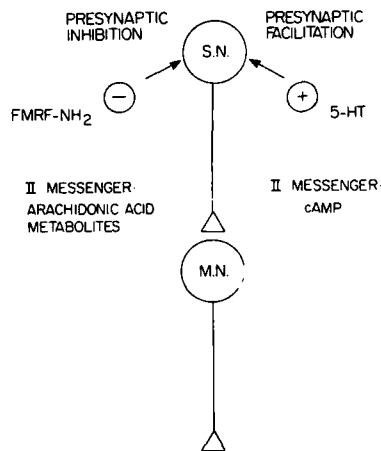 PRESYNAPTIC
INHIBITION
PRESYNAPTIC
FACILITATION
S.N.
−
+
FMRF-NH2
5-HT
II MESSENGER·
ARACHIDONIC ACID
METABOLITES
II MESSENGER·
cAMP
M.N.